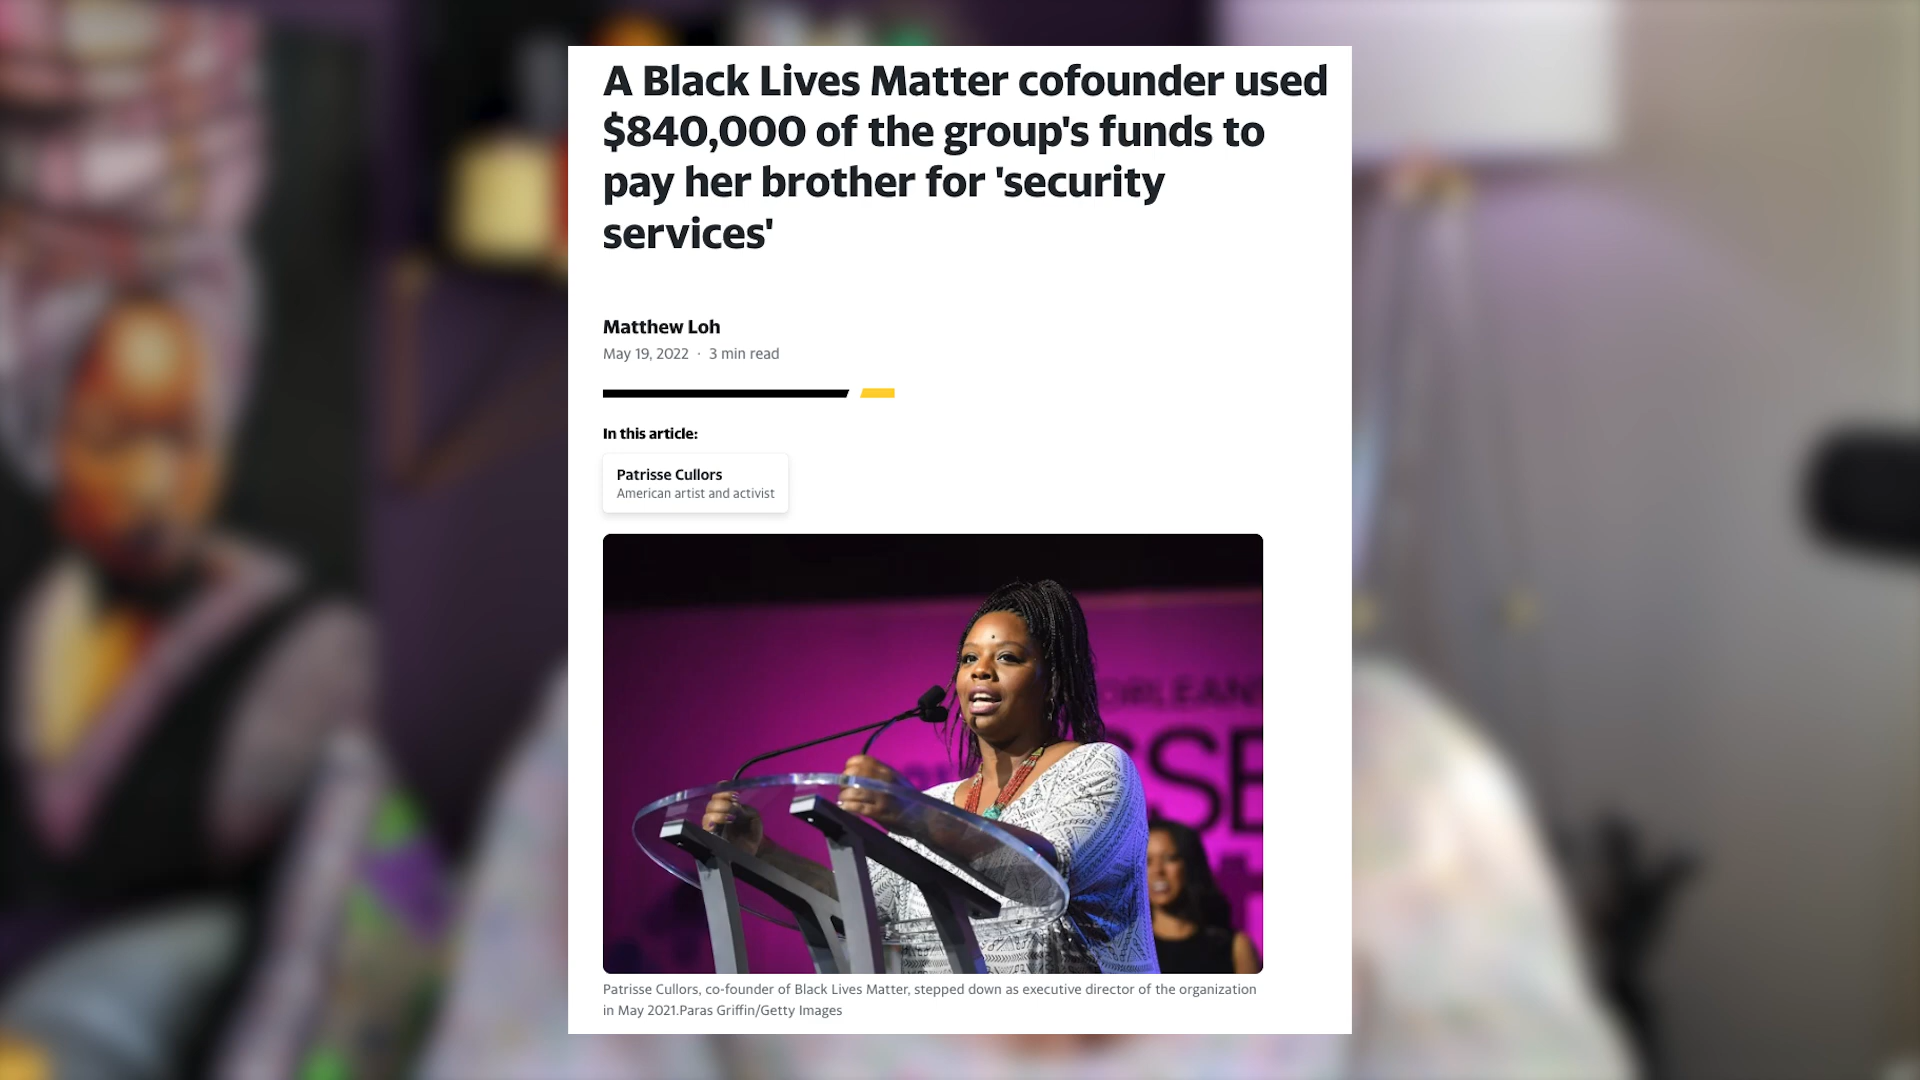 A Black Lives Matter cofounder used
$840,000 of the group's funds to
pay her brother for 'security
services'
Matthew Loh
May 19, 2022 · 3 min read
In this article:
Patrisse Cullors
American artist and activist
ORLEAN
SSE
Patrisse Cullors, co-founder of Black Lives Matter, stepped down as executive director of the organization
in May 2021.Paras Griffin/Getty Images